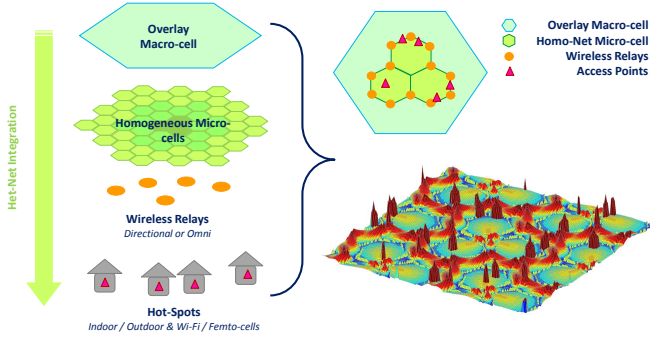 Het-Net Integration
Overlay
Macro-cell
Homogeneous Micro-
cells
Wireless Relays
Directional or Omni
Hot-Spots
Indoor / Outdoor & Wi-Fi / Femto-cells
Overlay Macro-cell
Homo-Net Micro-cell
Wireless Relays
Access Points